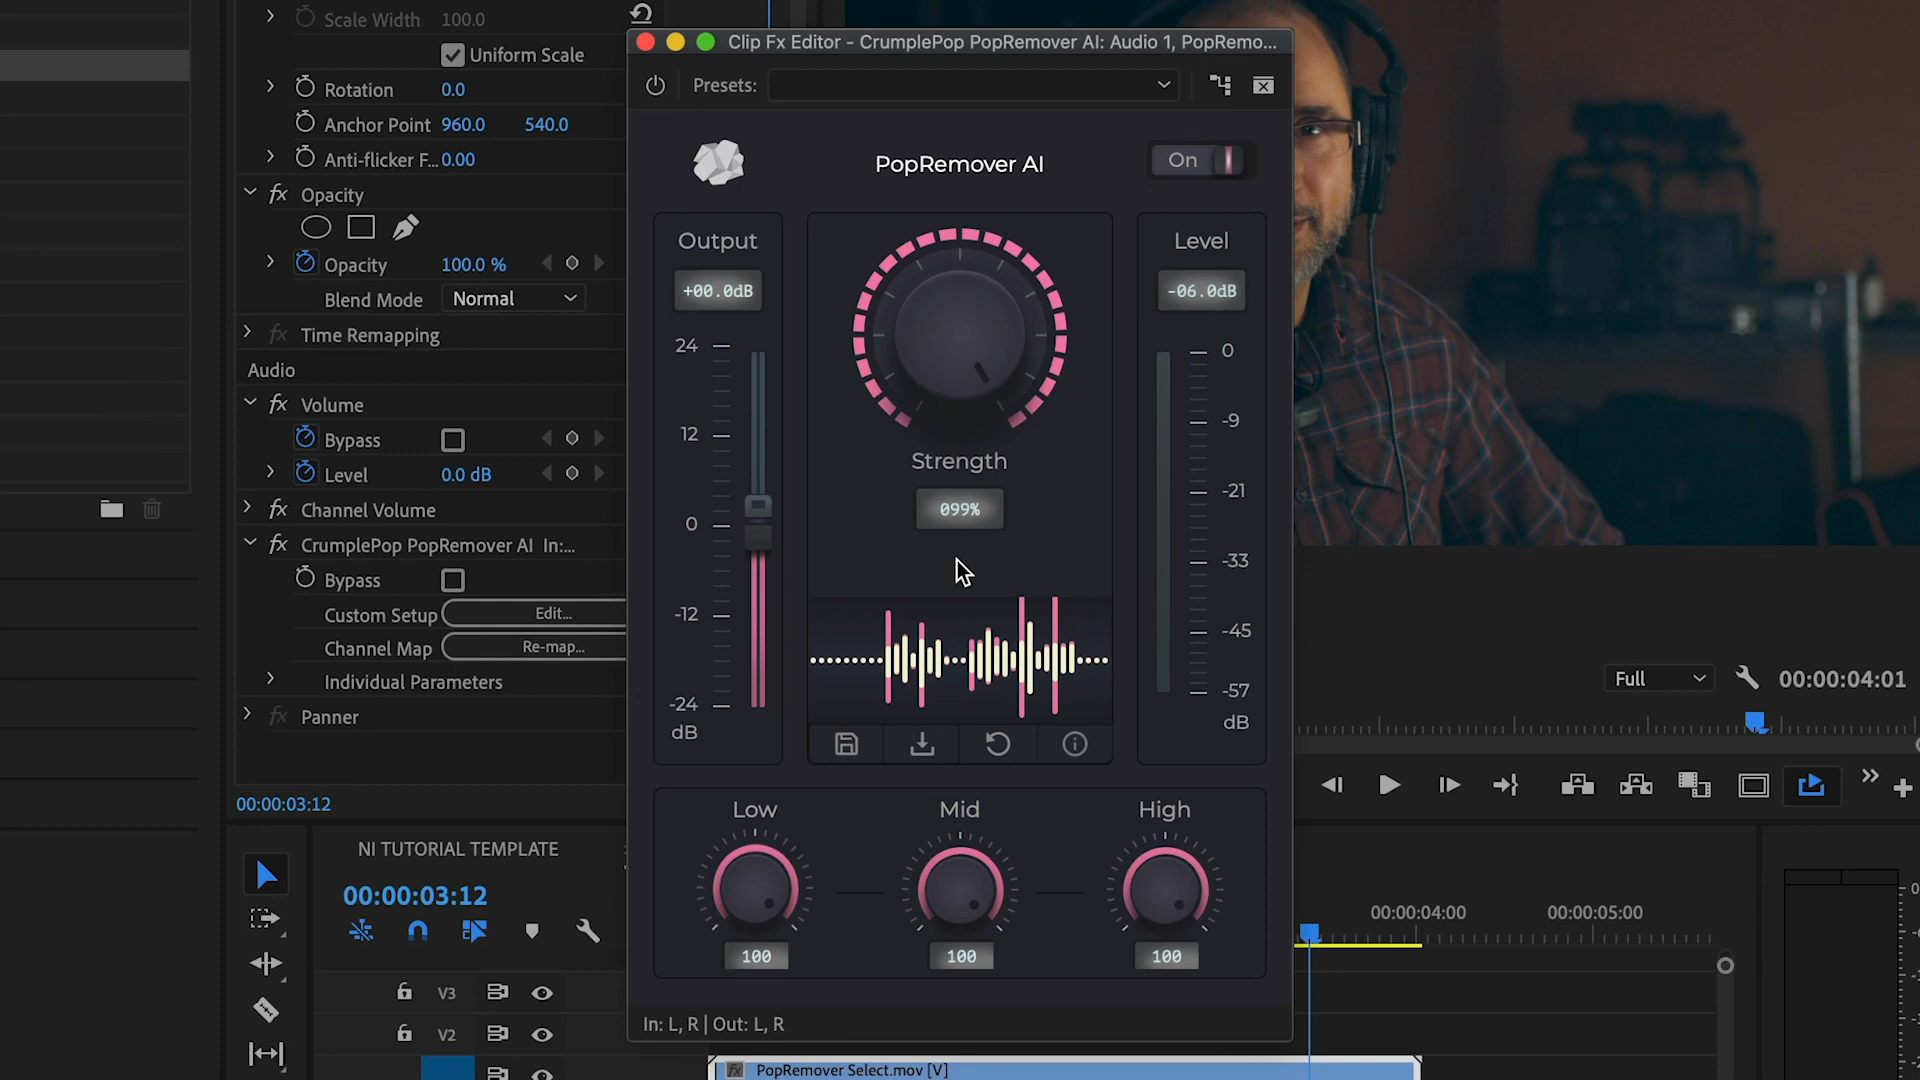 Scale Width 100.0
Uniform Scale
Rotation 0.0
Anchor Point 960.0 540.0
Anti-flicker F... 0.00
fx Opacity
Opacity 100.0 %
Blend Mode Normal
fx Time Remapping
Audio
fx Volume
Bypass
Level 0.0 dB
fx Channel Volume
fx CrumplePop PopRemover AI In:...
Bypass
Custom Setup Edit...
Channel Map Re-map...
Individual Parameters
fx Panner
00:00:03:12
Clip Fx Editor - CrumplePop PopRemover AI: Audio 1, PopRemo...
Presets:
PopRemover AI
On
Output
+00.0dB
24
12
0
-12
-24
dB
Strength
099%
Level
-06.0dB
0
-9
-21
-33
-45
-57
dB
Low Mid High
100 100 100
In: L, R | Out: L, R
Full 00:00:04:01
NI TUTORIAL TEMPLATE
00:00:03:12
00:00:04:00 00:00:05:00
V3
V2
fx PopRemover Select.mov [V]